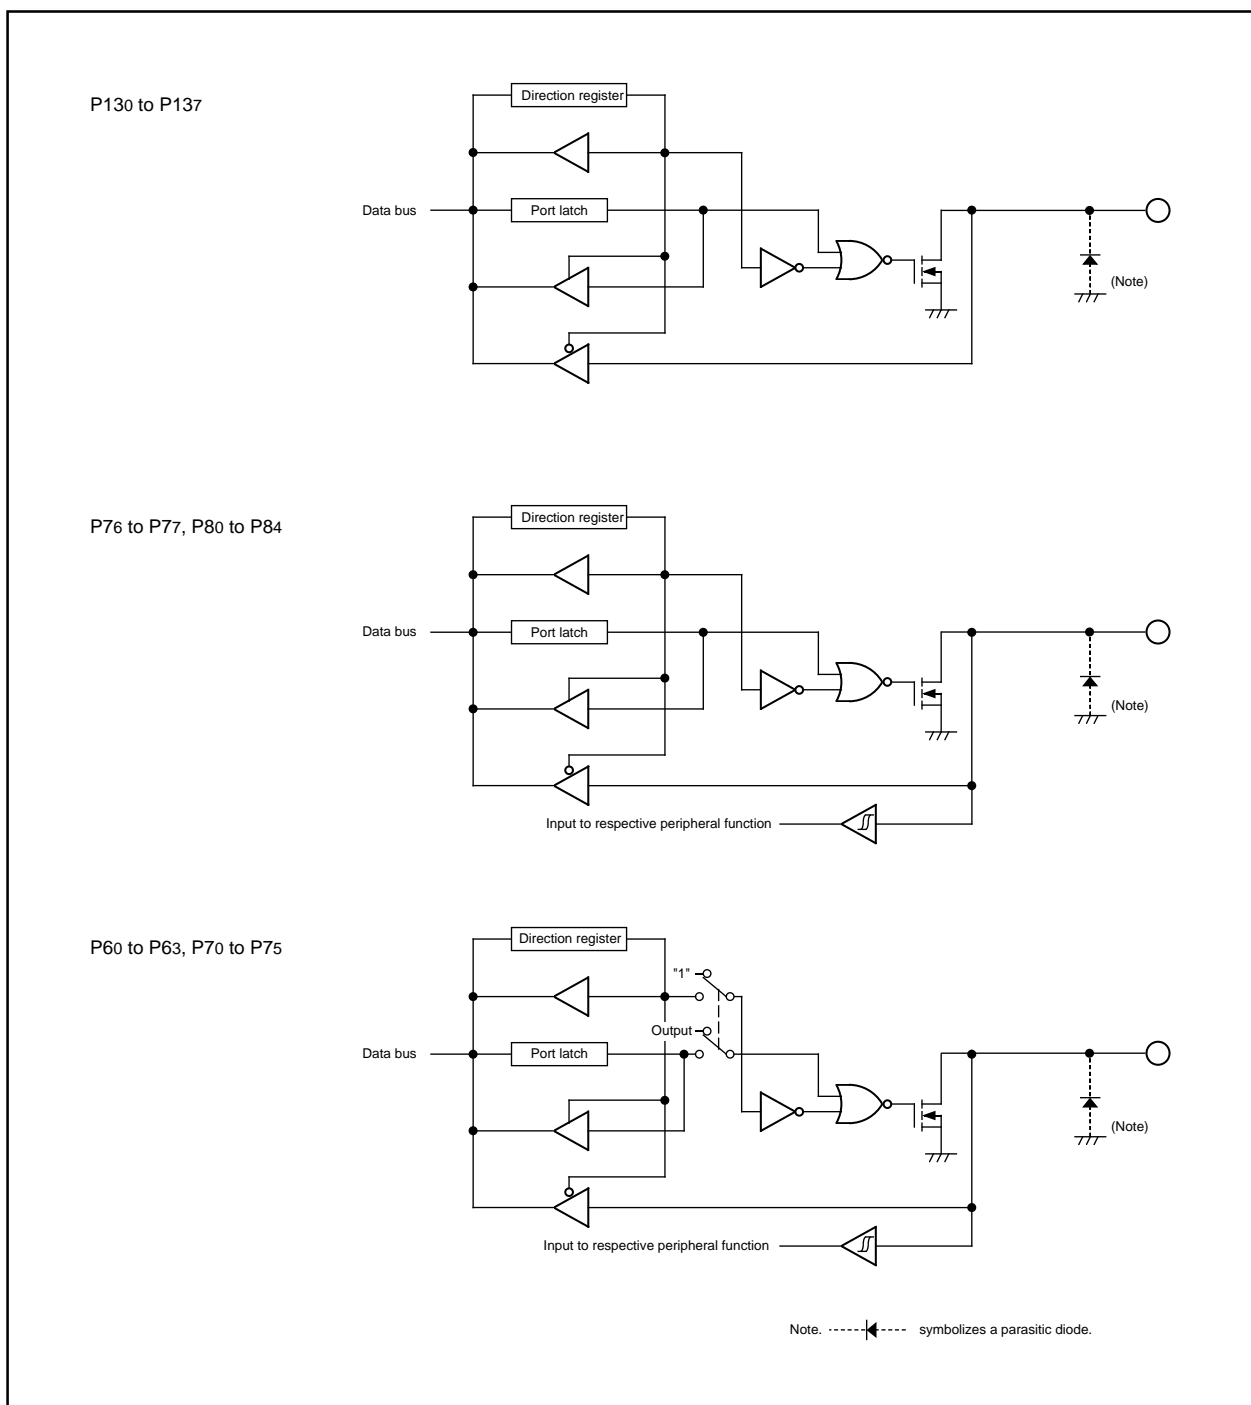 P130 to P137
Direction register
Data bus
Port latch
(Note)
P76 to P77, P80 to P84
Direction register
Data bus
Port latch
(Note)
Input to respective peripheral function
P60 to P63, P70 to P75
Direction register
"1"
Output
Data bus
Port latch
(Note)
Input to respective peripheral function
Note. symbolizes a parasitic diode.